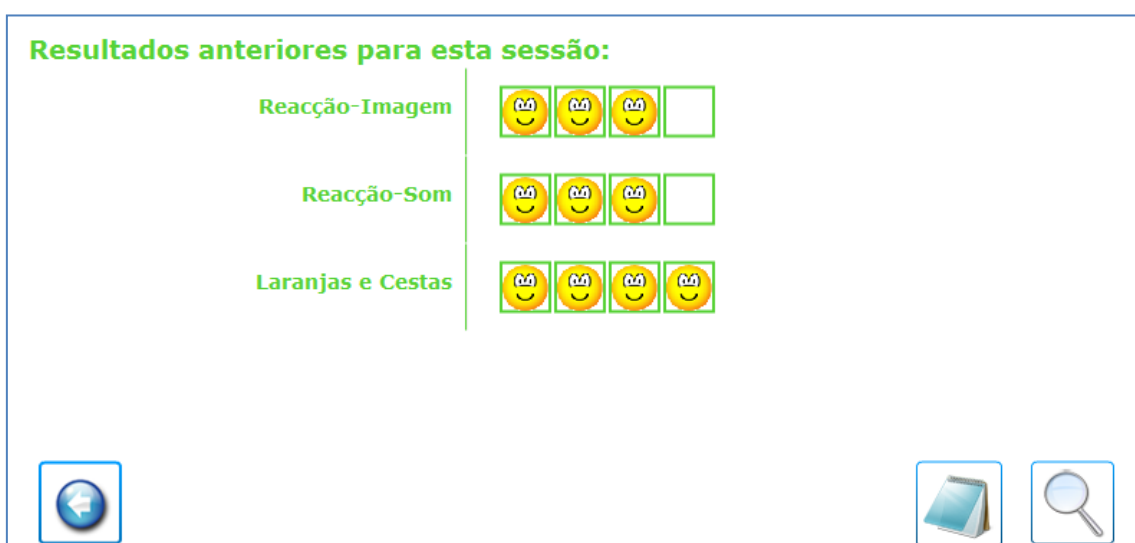 Resultados anteriores para esta sessão:
Reacção-Imagem
Reacção-Som
Laranjas e Cestas